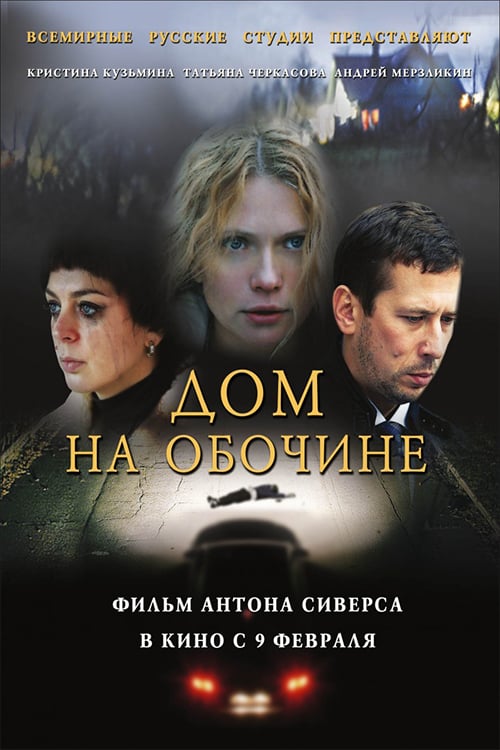 ВСЕМИРНЫЕ РУССКИЕ СТУДИИ ПРЕДСТАВЛЯЮТ
КРИСТИНА КУЗЬМИНА ТАТЬЯНА ЧЕРКАСОВА АНДРЕЙ МЕРЗЛИКИН
ДОМ
НА ОБОЧИНЕ
ФИЛЬМ АНТОНА СИВЕРСА
В КИНО С 9 ФЕВРАЛЯ